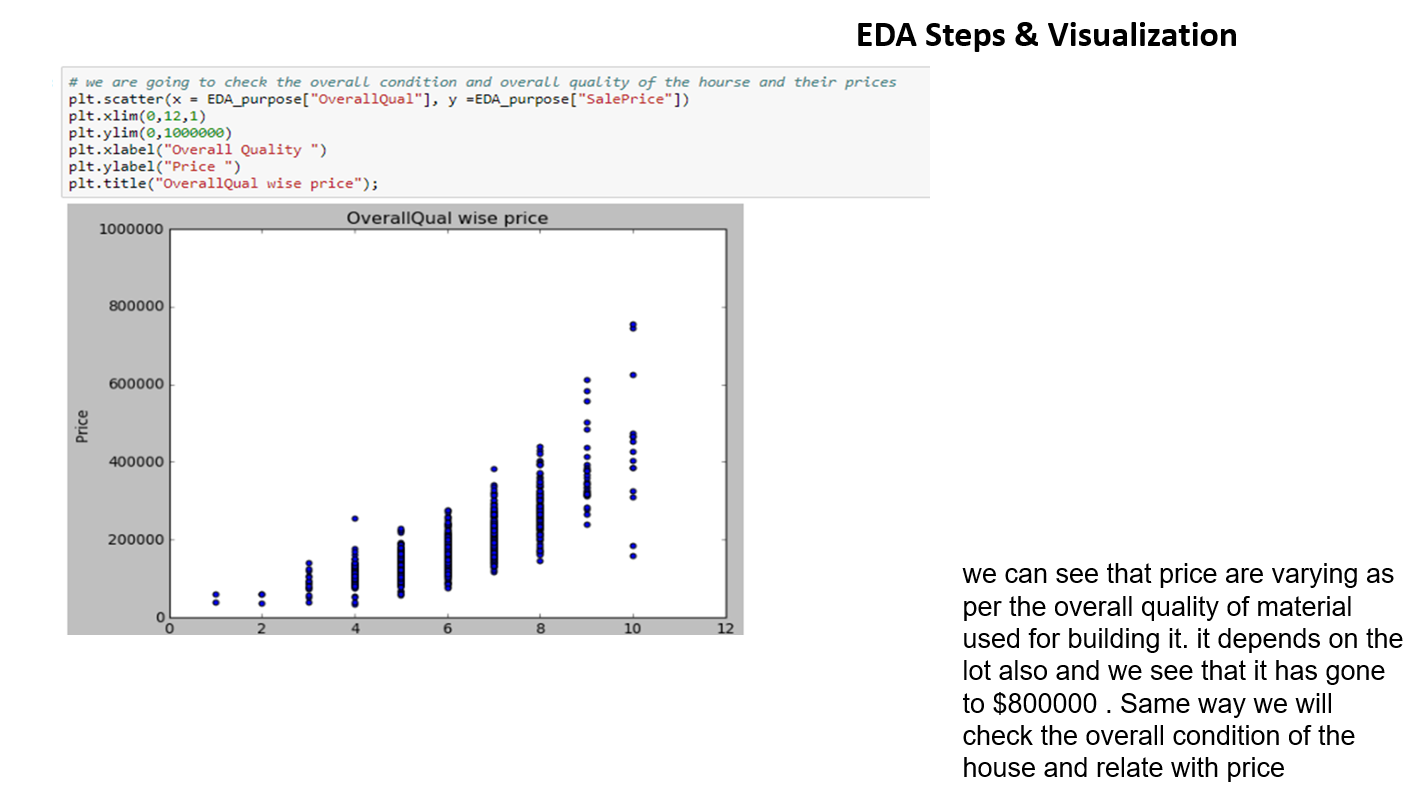 EDA Steps & Visualization
# we are going to check the overall condition and overall quality of the hourse and their prices
plt.scatter(x = EDA_purpose["OverallQual"], y =EDA_purpose["SalePrice"])
plt.xlim(0,12,1)
plt.ylim(0,1000000)
plt.xlabel("Overall Quality ")
plt.ylabel("Price ")
plt.title("OverallQual wise price");
OverallQual wise price
1000000
800000
600000
400000
200000
0
Price
0 2 4 6 8 10 12
we can see that price are varying as
per the overall quality of material
used for building it. it depends on the
lot also and we see that it has gone
to $800000 . Same way we will
check the overall condition of the
house and relate with price